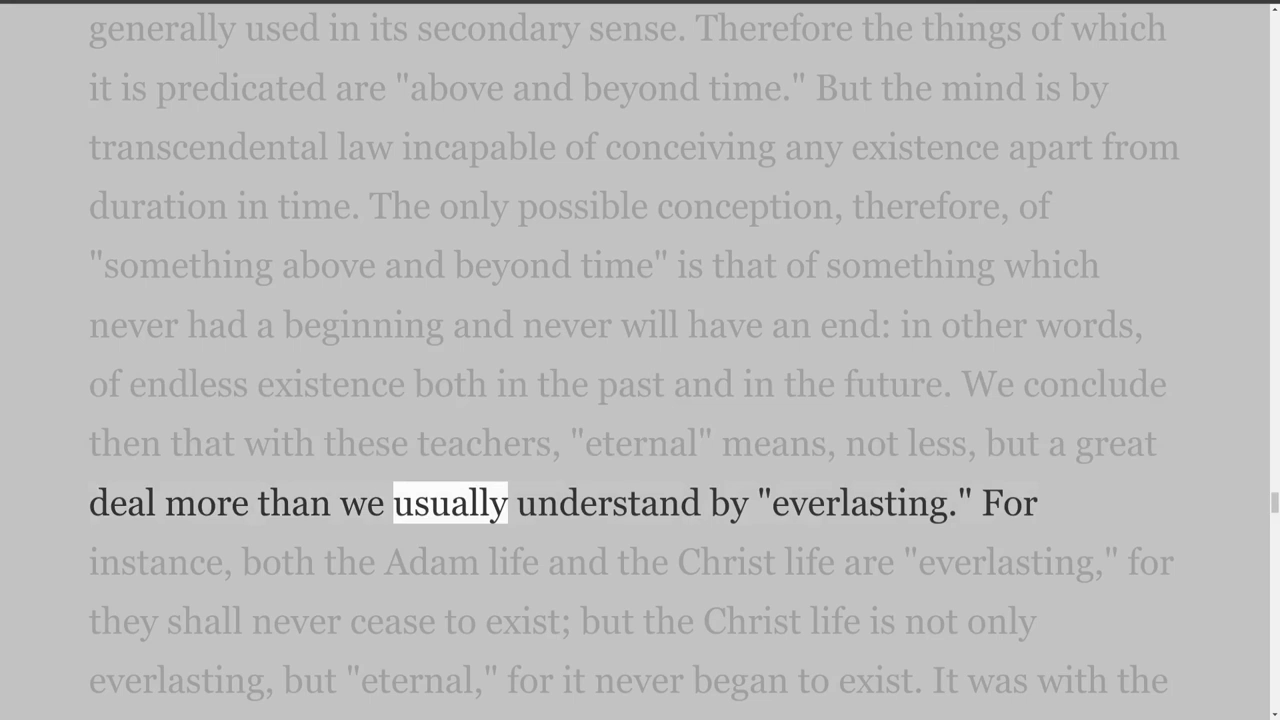 generally used in its secondary sense. Therefore the things of which
it is predicated are "above and beyond time." But the mind is by
transcendental law incapable of conceiving any existence apart from
duration in time. The only possible conception, therefore, of
"something above and beyond time" is that of something which
never had a beginning and never will have an end: in other words,
of endless existence both in the past and in the future. We conclude
then that with these teachers, "eternal" means, not less, but a great
deal more than we usually understand by "everlasting." For
instance, both the Adam life and the Christ life are "everlasting," for
they shall never cease to exist; but the Christ life is not only
everlasting, but "eternal," for it never began to exist. It was with the